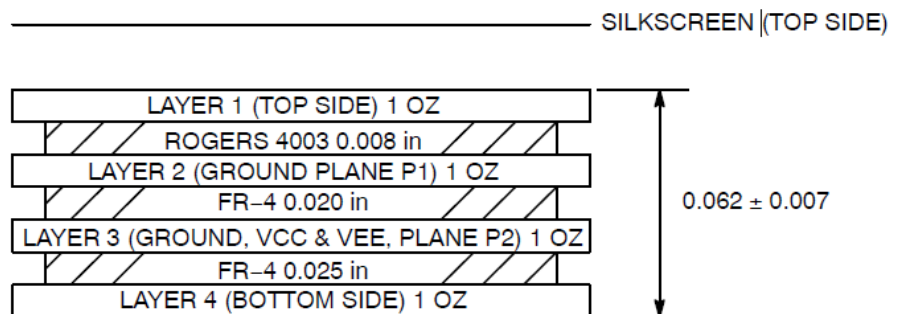 SILKSCREEN (TOP SIDE)
LAYER 1 (TOP SIDE) 1 OZ
ROGERS 4003 0.008 in
LAYER 2 (GROUND PLANE P1) 1 OZ
FR−4 0.020 in
0.062 ± 0.007
LAYER 3 (GROUND, VCC & VEE, PLANE P2) 1 OZ
FR−4 0.025 in
LAYER 4 (BOTTOM SIDE) 1 OZ